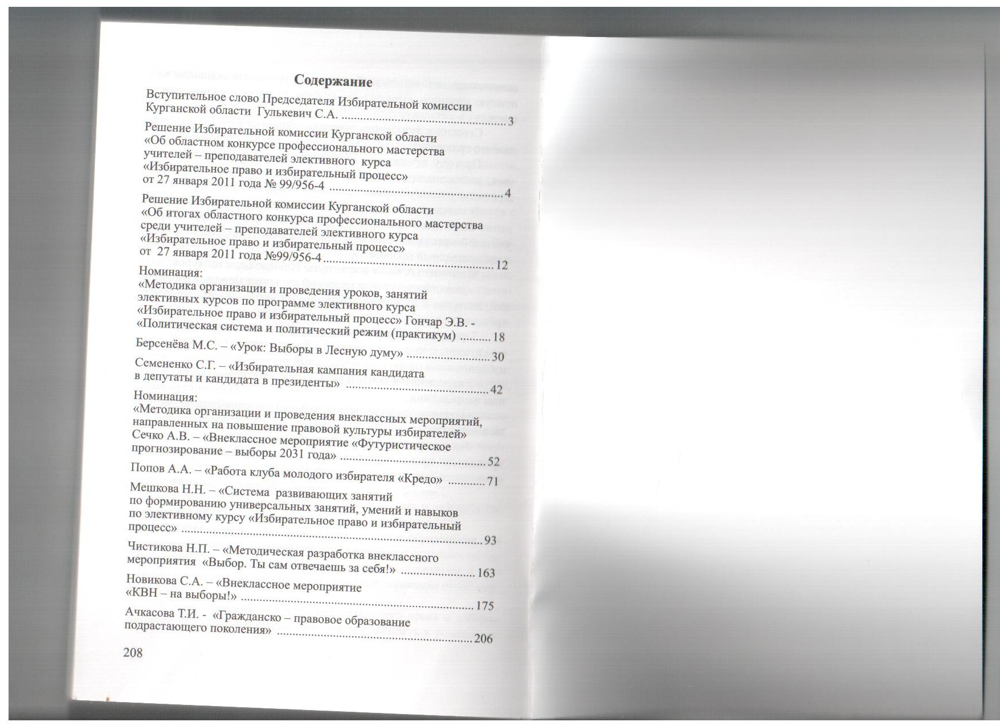 Содержание
Вступительное слово Председателя Избирательной комиссии
Курганской области Гулькевич С.А. ........................................................3
Решение Избирательной комиссии Курганской области
«Об областном конкурсе профессионального мастерства
учителей – преподавателей элективного курса
«Избирательное право и избирательный процесс»
от 27 января 2011 года № 99/956-4 ........................................................4
Решение Избирательной комиссии Курганской области
«Об итогах областного конкурса профессионального мастерства
среди учителей – преподавателей элективного курса
«Избирательное право и избирательный процесс»
от 27 января 2011 года №99/956-4........................................................12
Номинация:
«Методика организации и проведения уроков, занятий
элективных курсов по программе элективного курса
«Избирательное право и избирательный процесс» Гончар Э.В. -
«Политическая система и политический режим (практикум) ..........18
Берсенёва М.С. – «Урок: Выборы в Лесную думу» ...........................30
Семененко С.Г. – «Избирательная кампания кандидата
в депутаты и кандидата в президенты» ..............................................42
Номинация:
«Методика организации и проведения внеклассных мероприятий,
направленных на повышение правовой культуры избирателей»
Сечко А.В. – «Внеклассное мероприятие «Футуристическое
прогнозирование – выборы 2031 года» ...............................................52
Попов А.А. – «Работа клуба молодого избирателя «Кредо» ............71
Мешкова Н.Н. – «Система развивающих занятий
по формированию универсальных занятий, умений и навыков
по элективному курсу «Избирательное право и избирательный
процесс» ....................................................................................................93
Чистикова Н.П. – «Методическая разработка внеклассного
мероприятия «Выбор. Ты сам отвечаешь за себя!» ........................163
Новикова С.А. – «Внеклассное мероприятие
«КВН – на выборы!» .............................................................................175
Ачкасова Т.И. - «Гражданско – правовое образование
подрастающего поколения» ................................................................206
208